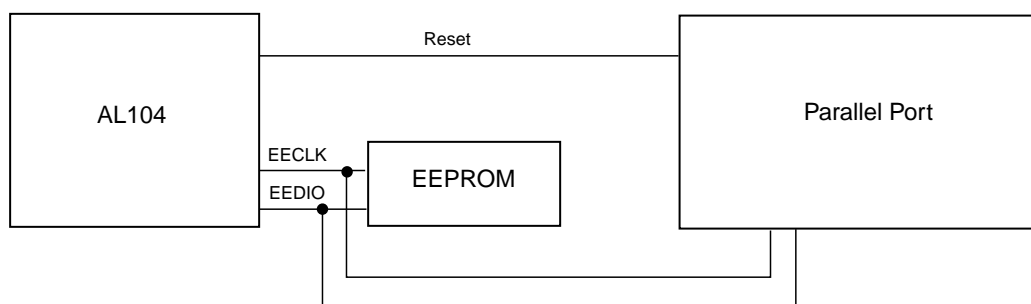 Reset
AL104
Parallel Port
EECLK
EEPROM
EEDIO